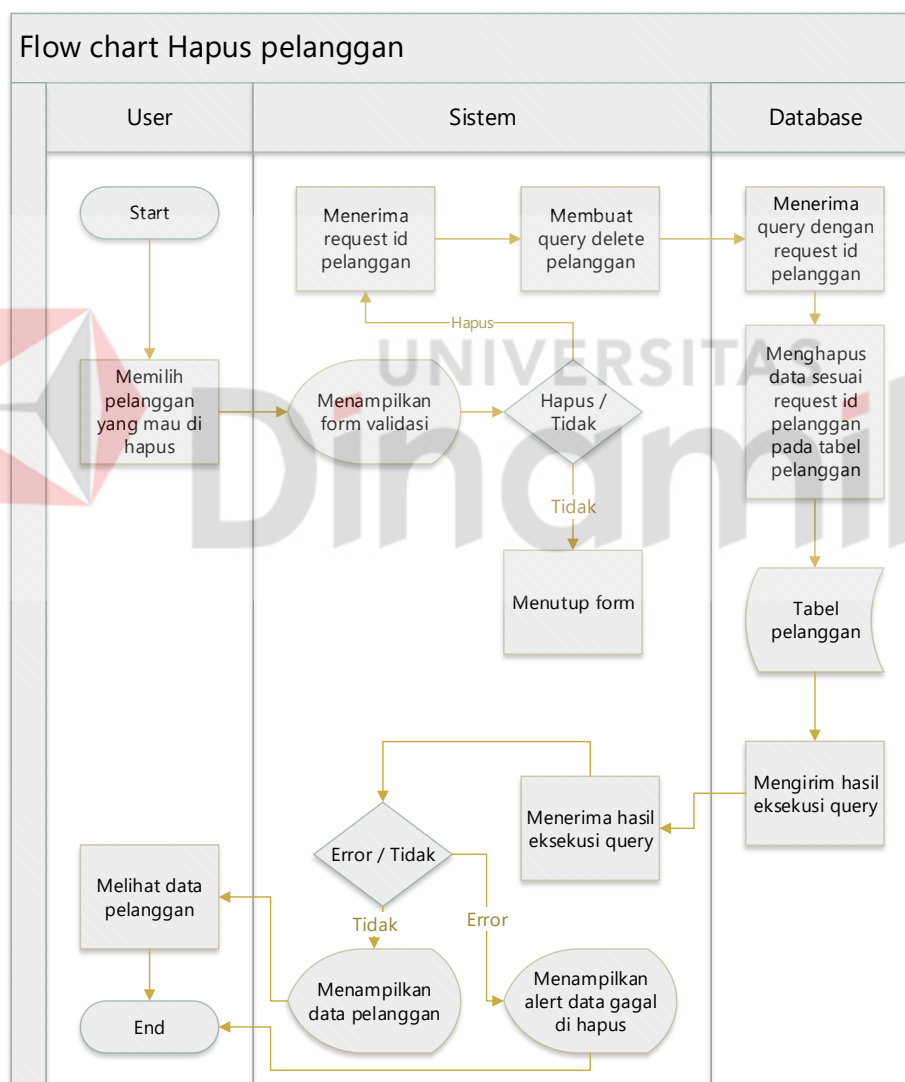 Flow chart Hapus pelanggan
User
Sistem
Database
Start
Menerima
request id
pelanggan
Membuat
query delete
pelanggan
Menerima
query dengan
request id
pelanggan
Hapus
UNIVERSITAS
Dinami
Memilih
pelanggan
yang mau di
hapus
Menampilkan
form validasi
Hapus /
Tidak
Menghapus
data sesuai
request id
pelanggan
pada tabel
pelanggan
Tidak
Menutup form
Tabel
pelanggan
Mengirim hasil
eksekusi query
Menerima hasil
eksekusi query
Error / Tidak
Melihat data
pelanggan
Tidak
Error
Menampilkan
data pelanggan
Menampilkan
alert data gagal
di hapus
End